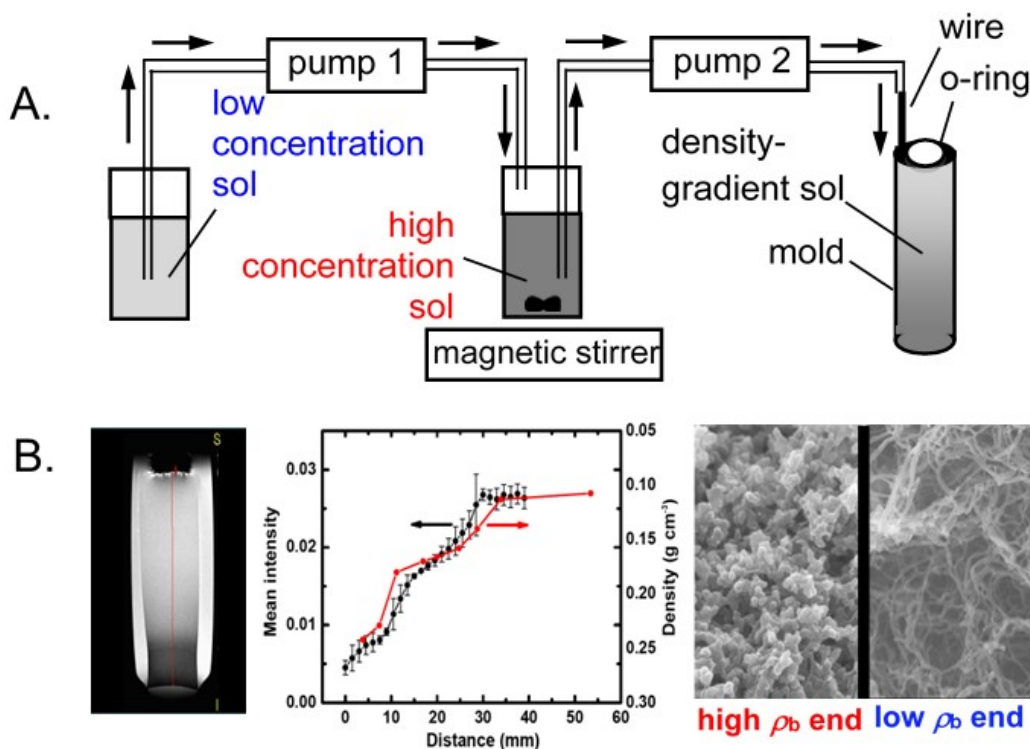 A.
pump 1
pump 2
wire
o-ring
low
concentration
sol
high
concentration
sol
density-
gradient sol
mold
magnetic stirrer
B.
S
I
Mean intensity
0.03
0.02
0.01
0.00
0 10 20 30 40 50 60
Distance (mm)
0.05
0.10
0.15
0.20
0.25
0.30
Density (g cm⁻³)
high ρb end
low ρb end